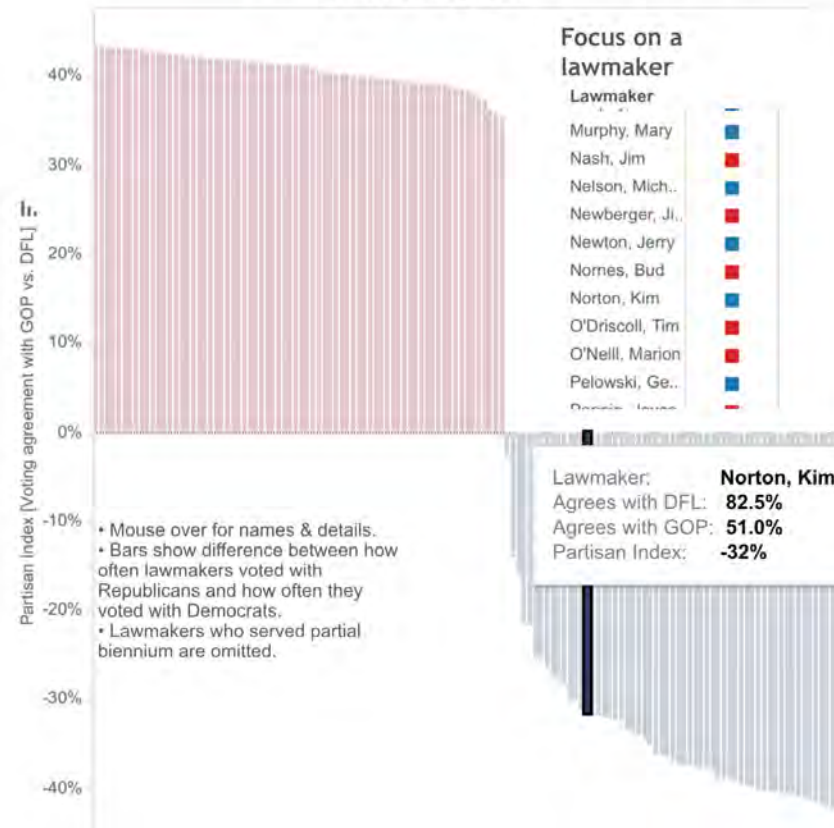 Focus on a
lawmaker
Lawmaker
Murphy, Mary
Nash, Jim
Nelson, Mich..
Newberger, Ji..
Newton, Jerry
Nornes, Bud
Norton, Kim
O'Driscoll, Tim
O'Neill, Marion
Pelowski, Ge..
40%
30%
20%
10%
0%
-10%
-20%
-30%
-40%
Partisan Index [Voting agreement with GOP vs. DFL]
Lawmaker: Norton, Kim
Agrees with DFL: 82.5%
Agrees with GOP: 51.0%
Partisan Index: -32%
• Mouse over for names & details.
• Bars show difference between how
often lawmakers voted with
Republicans and how often they
voted with Democrats.
• Lawmakers who served partial
biennium are omitted.